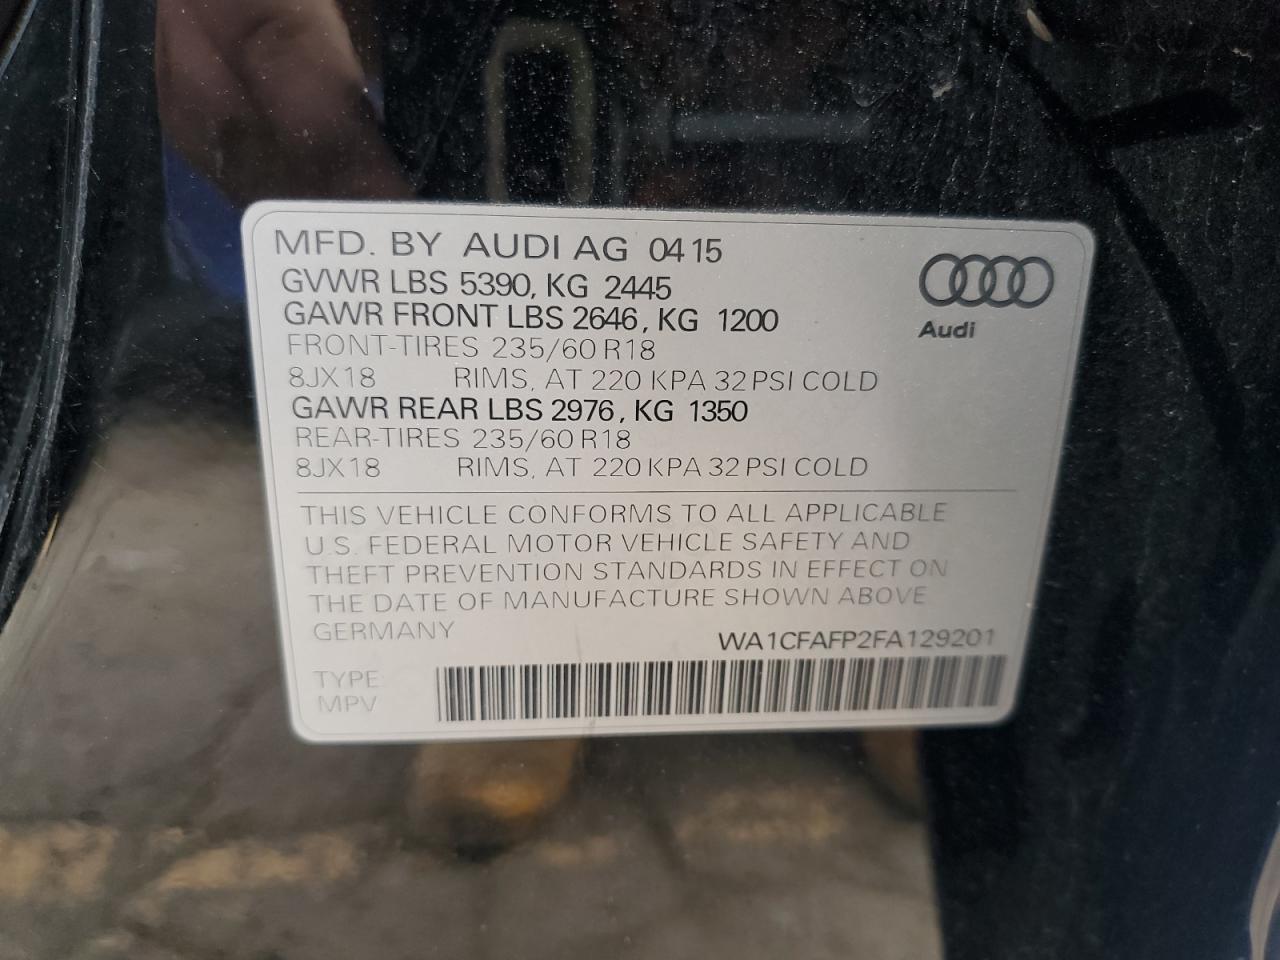 MFD. BY AUDI AG 04 15
GVWR LBS 5390, KG 2445
GAWR FRONT LBS 2646, KG 1200
Audi
FRONT-TIRES 235/60 R18
8JX18 RIMS, AT 220 KPA 32 PSI COLD
GAWR REAR LBS 2976, KG 1350
REAR-TIRES 235/60 R18
8JX18 RIMS, AT 220 KPA 32 PSI COLD
THIS VEHICLE CONFORMS TO ALL APPLICABLE
U.S. FEDERAL MOTOR VEHICLE SAFETY AND
THEFT PREVENTION STANDARDS IN EFFECT ON
THE DATE OF MANUFACTURE SHOWN ABOVE
GERMANY
WA1CFAFP2FA129201
TYPE
MPV